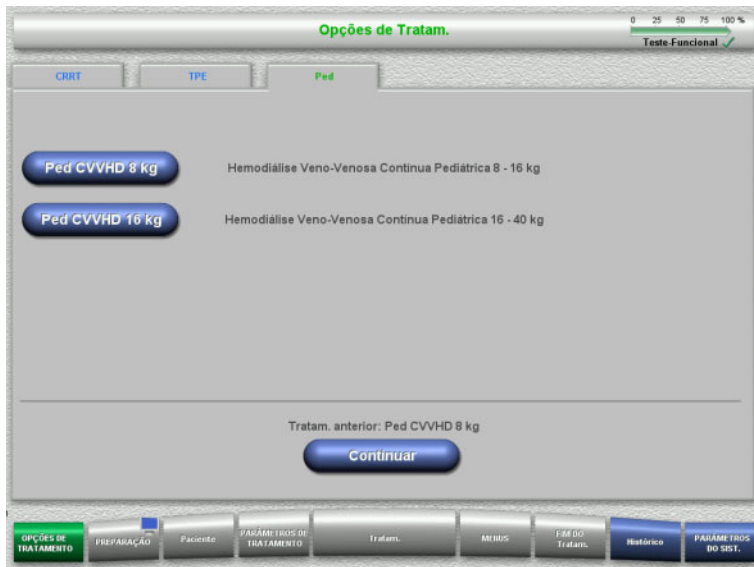 Opções de Tratam.
0 25 50 75 100 %
Teste-Funcional
CRRT
TPE
Ped
Ped CVVHD 8 kg
Hemodiálise Veno-Venosa Contínua Pediátrica 8 - 16 kg
Ped CVVHD 16 kg
Hemodiálise Veno-Venosa Contínua Pediátrica 16 - 40 kg
Tratam. anterior: Ped CVVHD 8 kg
Continuar
OPÇÕES DE
TRATAMENTO
PREPARAÇÃO
Paciente
PARÂMETROS DE
TRATAMENTO
Tratam.
MENUS
FIM DO
Tratam.
Histórico
PARÂMETROS
DO SIST.